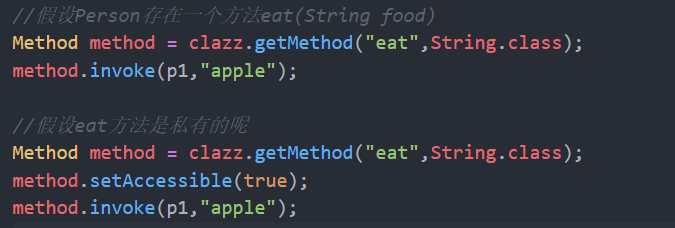 //假设Person存在一个方法eat(String food)
Method method = clazz.getMethod("eat",String.class);
method.invoke(p1,"apple");
//假设eat方法是私有的呢
Method method = clazz.getMethod("eat",String.class);
method.setAccessible(true);
method.invoke(p1,"apple");